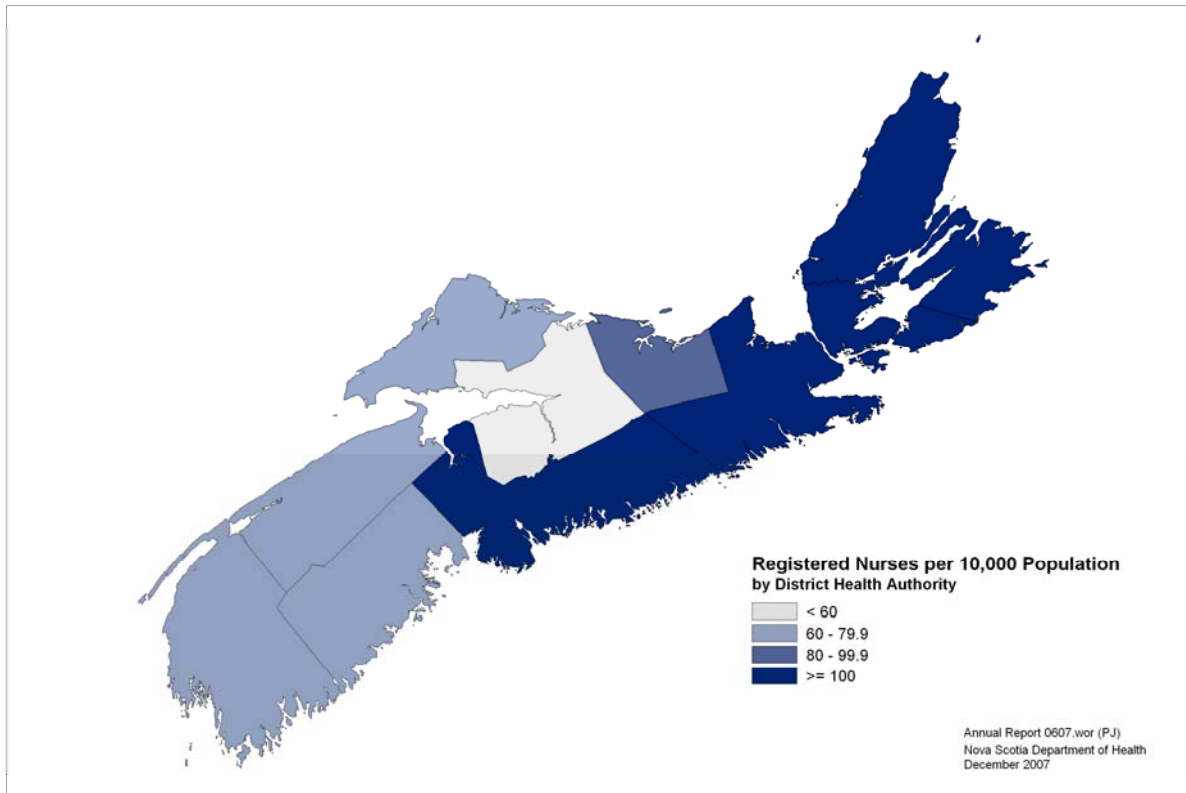 Registered Nurses per 10,000 Population
by District Health Authority
< 60
60 - 79.9
80 - 99.9
>= 100
Annual Report 0607.wor (PJ)
Nova Scotia Department of Health
December 2007